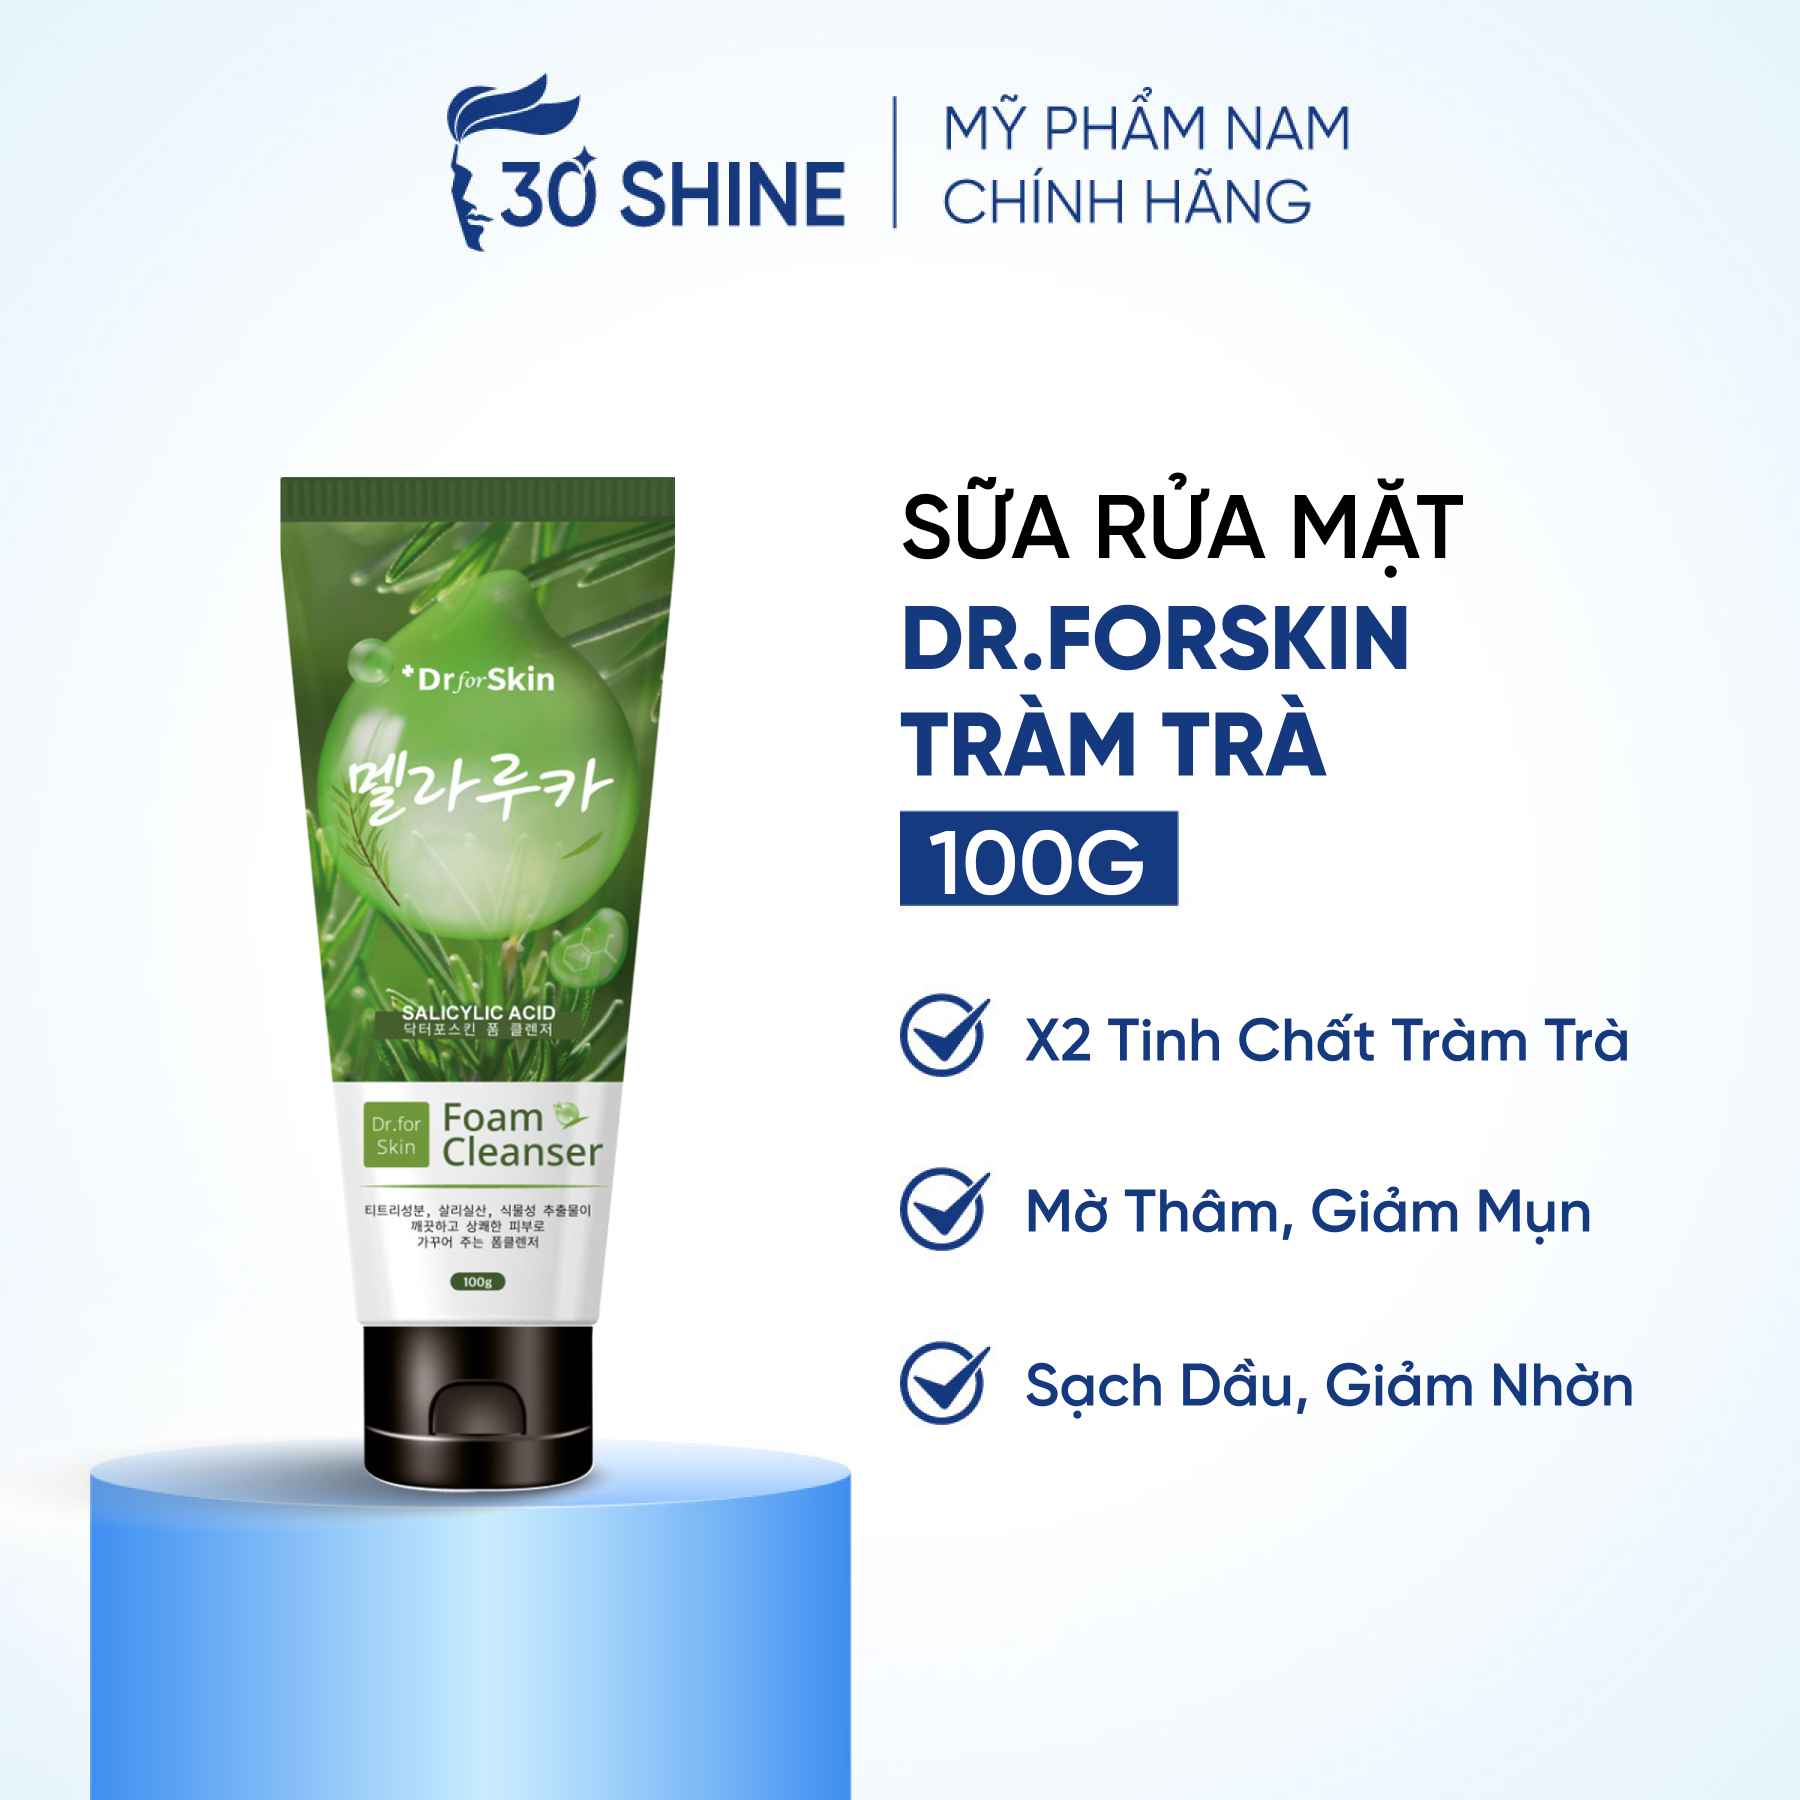 30 SHINE
MỸ PHẨM NAM
CHÍNH HÃNG
SỮA RỬA MẶT
DR.FORSKIN
TRÀM TRÀ
100G
X2 Tinh Chất Tràm Trà
Mờ Thâm, Giảm Mụn
Sạch Dầu, Giảm Nhờn
Dr for Skin
멜라루카
SALICYLIC ACID
닥터포스킨 폼 클렌저
Dr.for
Skin
Foam
Cleanser
티트리성분, 살리실산, 식물성 추출물이
깨끗하고 상쾌한 피부로
가꾸어 주는 폼클렌저
100g